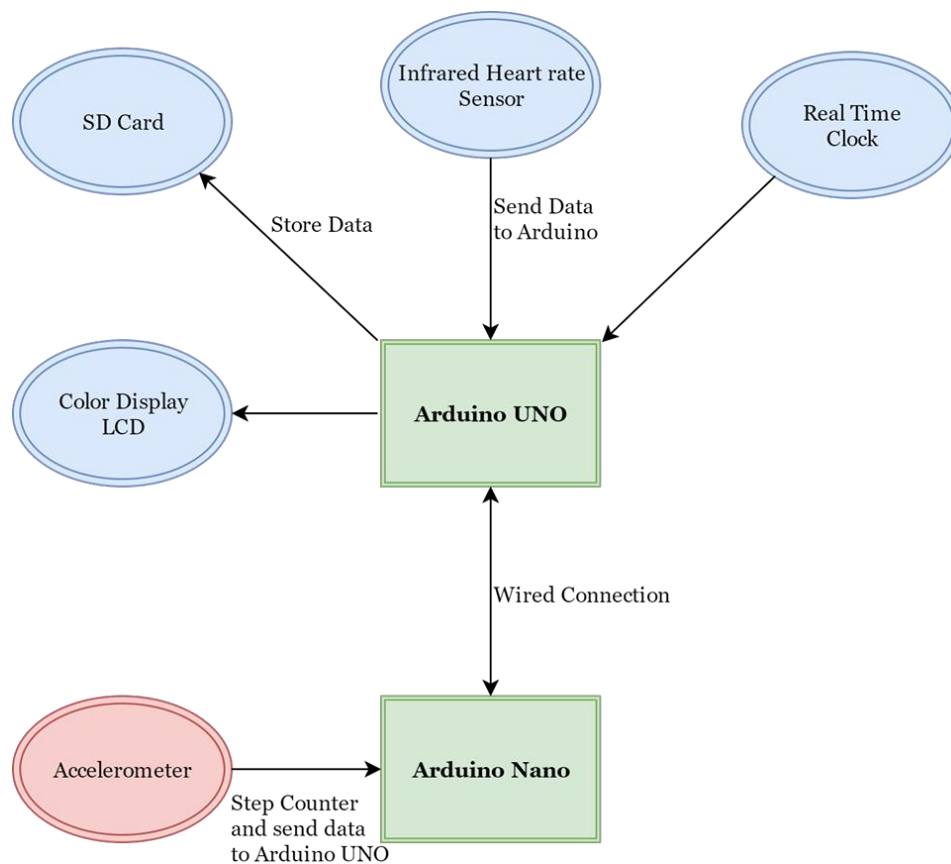 Infrared Heart rate
Sensor
SD Card
Real Time
Clock
Send Data
to Arduino
Store Data
Color Display
LCD
Arduino UNO
Wired Connection
Accelerometer
Arduino Nano
Step Counter
and send data
to Arduino UNO